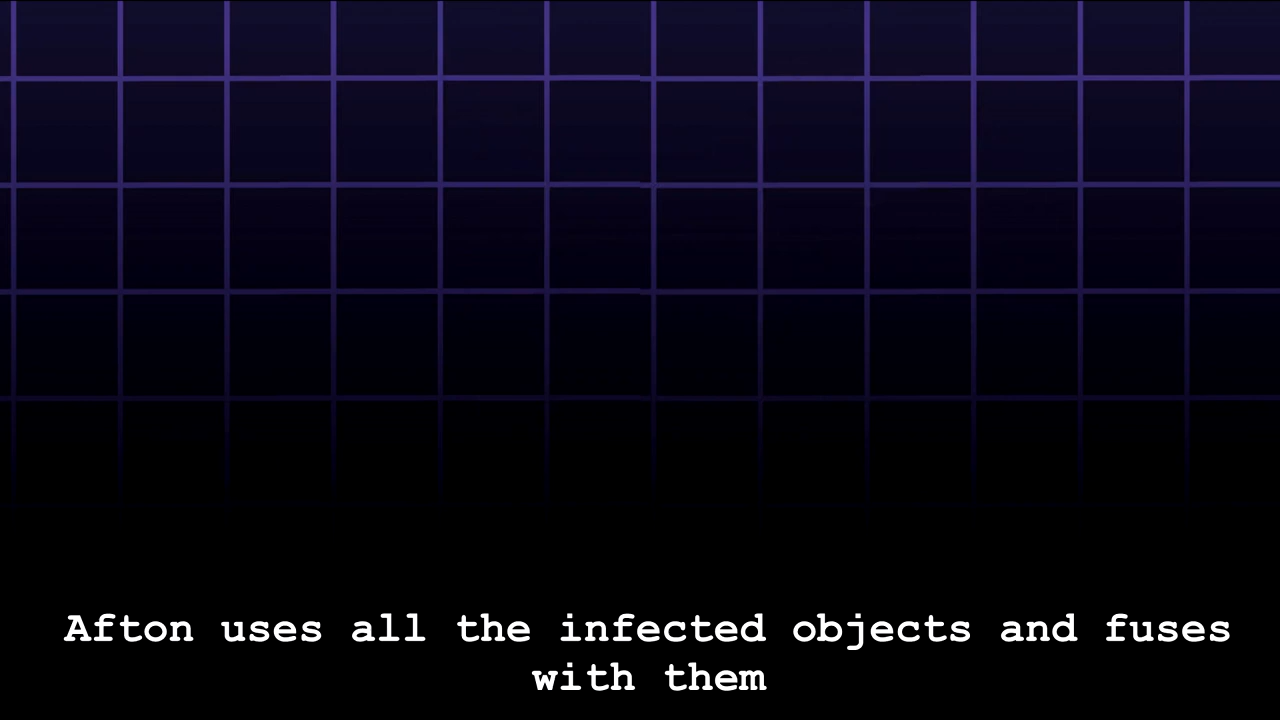 Afton uses all the infected objects and fuses
with them